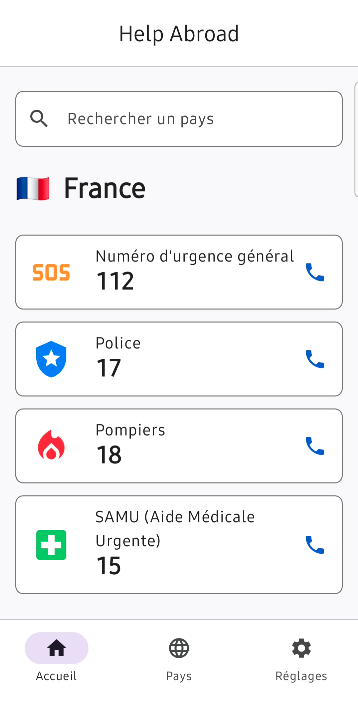 Help Abroad
Rechercher un pays
France
SOS
Numéro d'urgence général
112
Police
17
Pompiers
18
SAMU (Aide Médicale
Urgente)
15
Accueil
Pays
Réglages